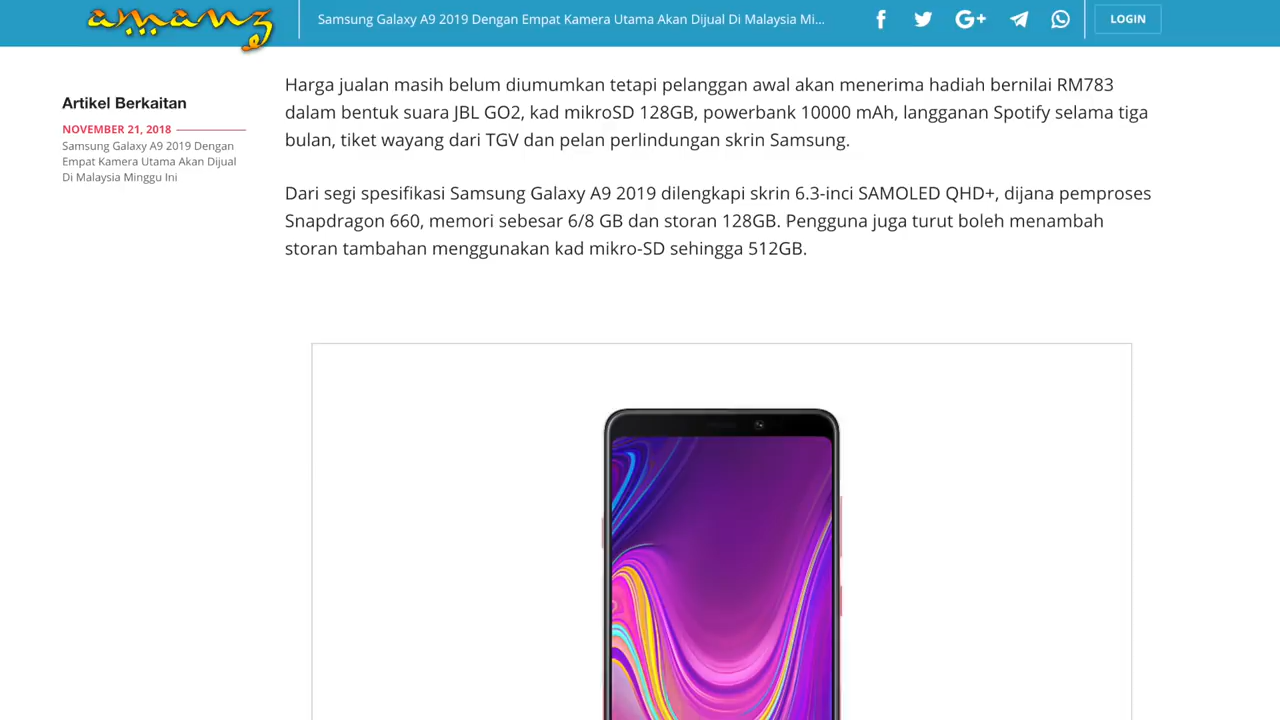 amanz
Samsung Galaxy A9 2019 Dengan Empat Kamera Utama Akan Dijual Di Malaysia Mi...
LOGIN
Artikel Berkaitan
NOVEMBER 21, 2018
Samsung Galaxy A9 2019 Dengan
Empat Kamera Utama Akan Dijual
Di Malaysia Minggu Ini
Harga jualan masih belum diumumkan tetapi pelanggan awal akan menerima hadiah bernilai RM783
dalam bentuk suara JBL GO2, kad mikroSD 128GB, powerbank 10000 mAh, langganan Spotify selama tiga
bulan, tiket wayang dari TGV dan pelan perlindungan skrin Samsung.
Dari segi spesifikasi Samsung Galaxy A9 2019 dilengkapi skrin 6.3-inci SAMOLED QHD+, dijana pemproses
Snapdragon 660, memori sebesar 6/8 GB dan storan 128GB. Pengguna juga turut boleh menambah
storan tambahan menggunakan kad mikro-SD sehingga 512GB.